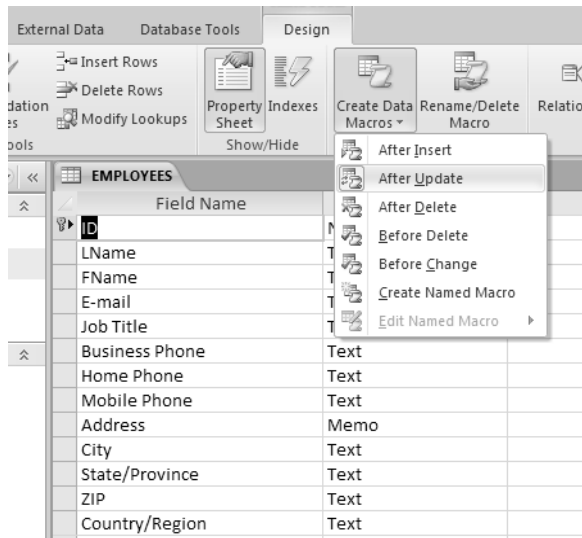 External Data Database Tools Design
Insert Rows
Delete Rows
Modify Lookups
Property Sheet
Indexes
Create Data Macros
Rename/Delete Macro
Show/Hide
After Insert
After Update
After Delete
Before Delete
Before Change
Create Named Macro
Edit Named Macro
EMPLOYEES
Field Name
ID
LName
FName
E-mail
Job Title
Business Phone Text
Home Phone Text
Mobile Phone Text
Address Memo
City Text
State/Province Text
ZIP Text
Country/Region Text